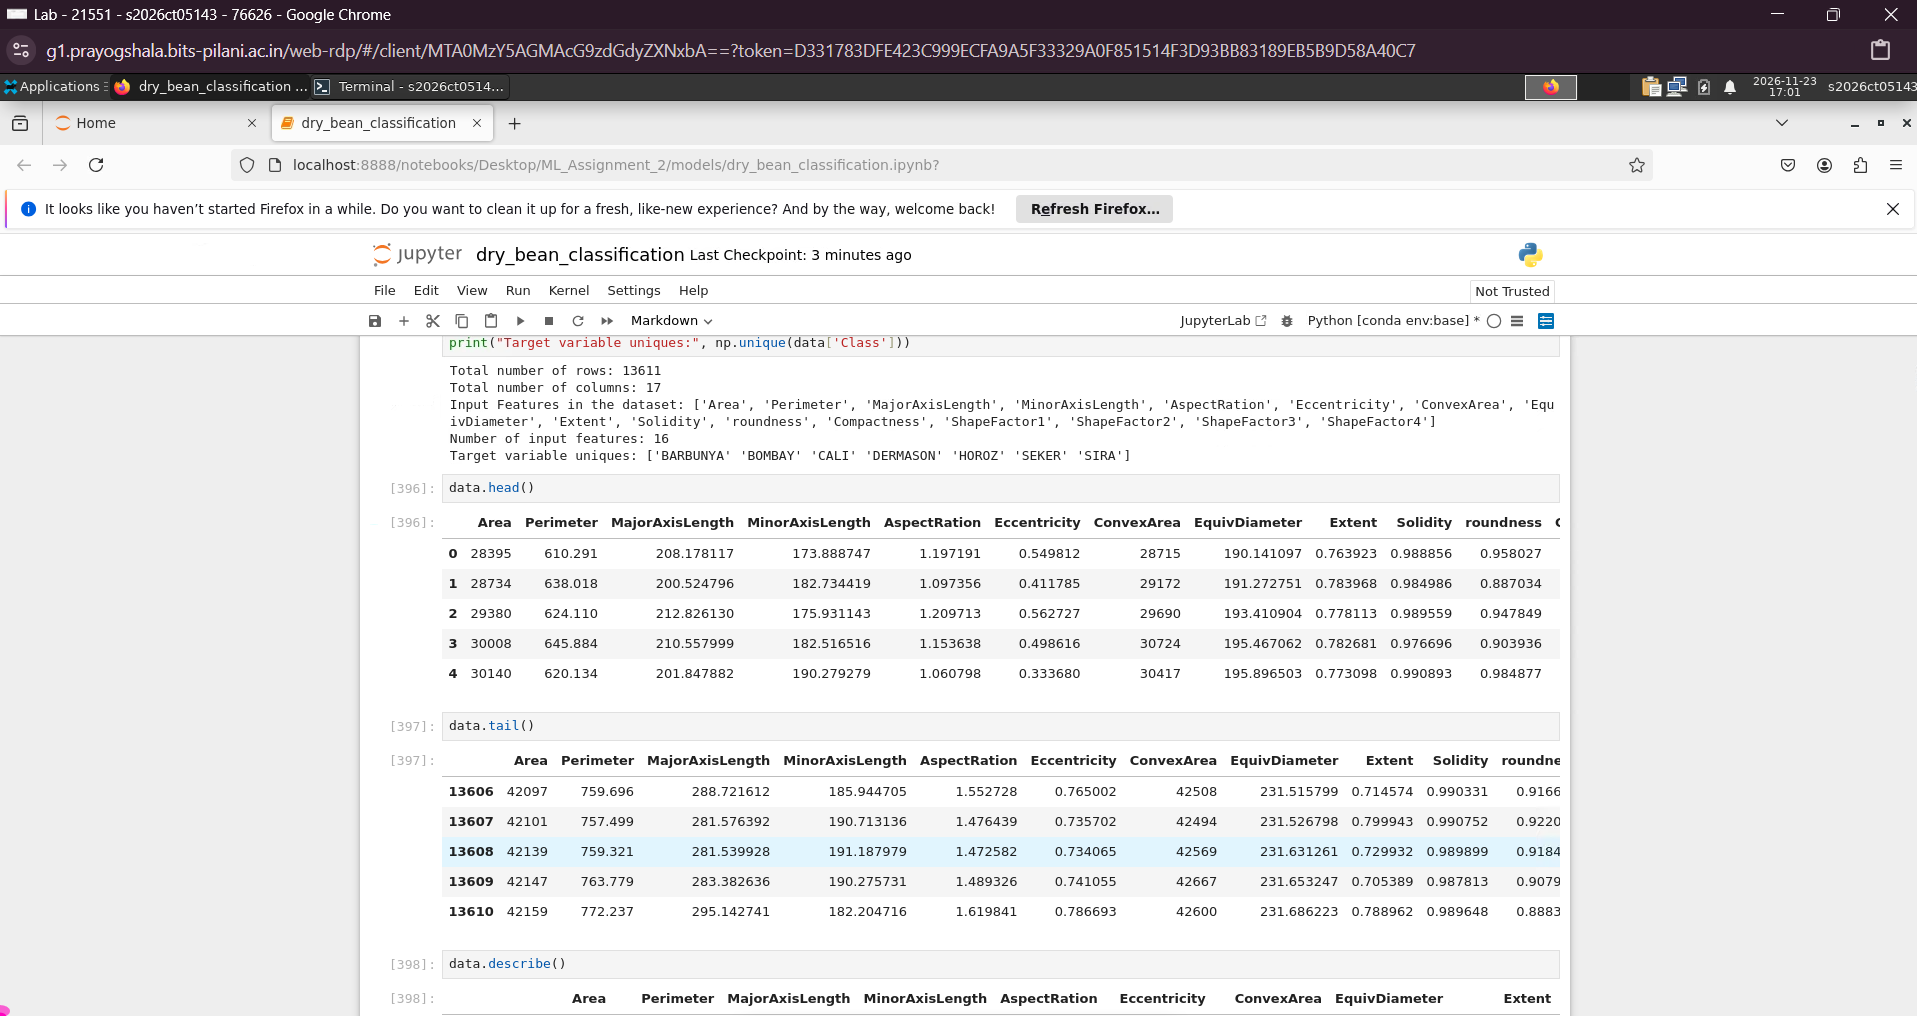 Lab - 21551 - s2026ct05143 - 76626 - Google Chrome
g1.prayogshala.bits-pilani.ac.in/web-rdp/#/client/MTA0MzY5AGMAcG9zdGdyZXNxbA==?token=D331783DFE423C999ECFA9A5F33329A0F851514F3D93BB83189EB5B9D58A40C7
Applications dry_bean_classification ... Terminal - s2026ct0514... 2026-11-23 17:01 s2026ct05143
Home dry_bean_classification
localhost:8888/notebooks/Desktop/ML_Assignment_2/models/dry_bean_classification.ipynb?
It looks like you haven't started Firefox in a while. Do you want to clean it up for a fresh, like-new experience? And by the way, welcome back! Refresh Firefox...
jupyter dry_bean_classification Last Checkpoint: 3 minutes ago
File Edit View Run Kernel Settings Help Not Trusted
Markdown JupyterLab Python [conda env:base] *
print("Target variable uniques:", np.unique(data['Class']))
Total number of rows: 13611
Total number of columns: 17
Input Features in the dataset: ['Area', 'Perimeter', 'MajorAxisLength', 'MinorAxisLength', 'AspectRation', 'Eccentricity', 'ConvexArea', 'Equ
ivDiameter', 'Extent', 'Solidity', 'roundness', 'Compactness', 'ShapeFactor1', 'ShapeFactor2', 'ShapeFactor3', 'ShapeFactor4']
Number of input features: 16
Target variable uniques: ['BARBUNYA' 'BOMBAY' 'CALI' 'DERMASON' 'HOROZ' 'SEKER' 'SIRA']
[396]: data.head()
[396]: Area Perimeter MajorAxisLength MinorAxisLength AspectRation Eccentricity ConvexArea EquivDiameter Extent Solidity roundness
0 28395 610.291 208.178117 173.888747 1.197191 0.549812 28715 190.141097 0.763923 0.988856 0.958027
1 28734 638.018 200.524796 182.734419 1.097356 0.411785 29172 191.272751 0.783968 0.984986 0.887034
2 29380 624.110 212.826130 175.931143 1.209713 0.562727 29690 193.410904 0.778113 0.989559 0.947849
3 30008 645.884 210.557999 182.516516 1.153638 0.498616 30724 195.467062 0.782681 0.976696 0.903936
4 30140 620.134 201.847882 190.279279 1.060798 0.333680 30417 195.896503 0.773098 0.990893 0.984877
[397]: data.tail()
[397]: Area Perimeter MajorAxisLength MinorAxisLength AspectRation Eccentricity ConvexArea EquivDiameter Extent Solidity roundne
13606 42097 759.696 288.721612 185.944705 1.552728 0.765002 42508 231.515799 0.714574 0.990331 0.9166
13607 42101 757.499 281.576392 190.713136 1.476439 0.735702 42494 231.526798 0.799943 0.990752 0.9220
13608 42139 759.321 281.539928 191.187979 1.472582 0.734065 42569 231.631261 0.729932 0.989899 0.9184
13609 42147 763.779 283.382636 190.275731 1.489326 0.741055 42667 231.653247 0.705389 0.987813 0.9079
13610 42159 772.237 295.142741 182.204716 1.619841 0.786693 42600 231.686223 0.788962 0.989648 0.8883
[398]: data.describe()
[398]: Area Perimeter MajorAxisLength MinorAxisLength AspectRation Eccentricity ConvexArea EquivDiameter Extent